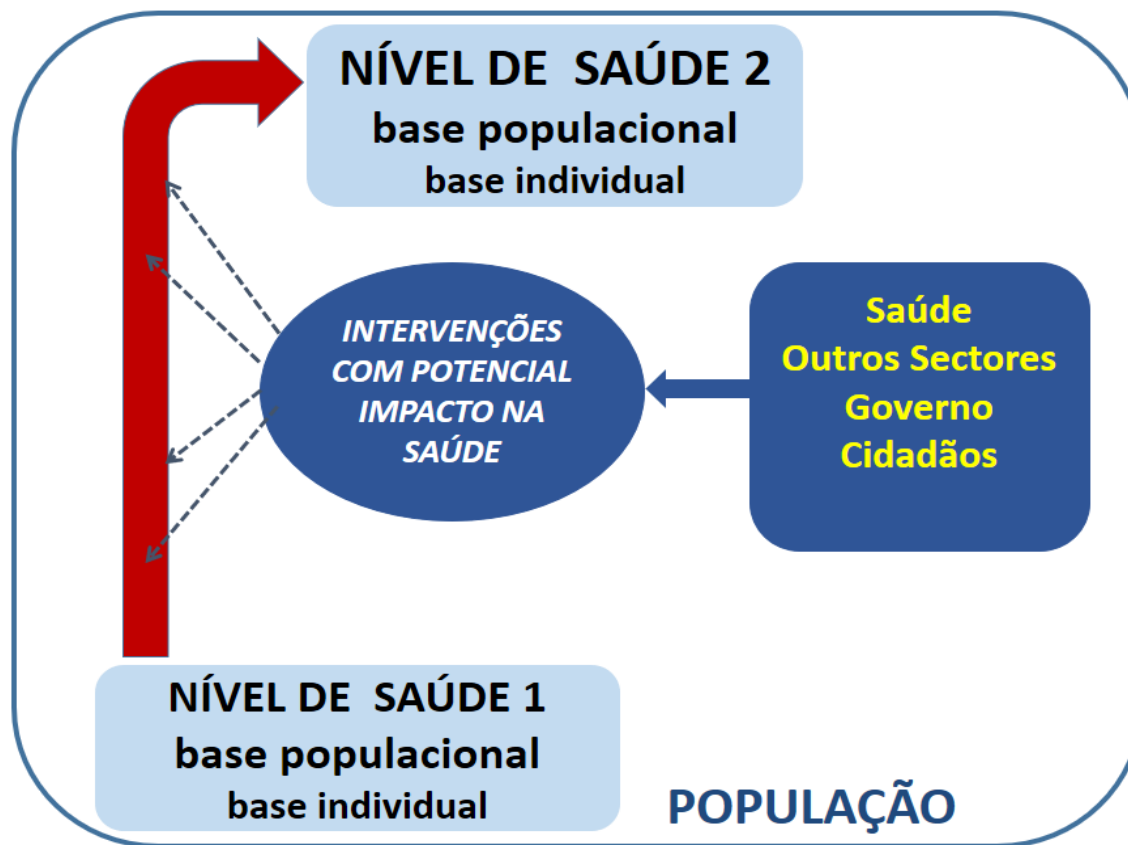 NÍVEL DE SAÚDE 2
base populacional
base individual
INTERVENÇÕES
COM POTENCIAL
IMPACTO NA
SAÚDE
Saúde
Outros Sectores
Governo
Cidadãos
NÍVEL DE SAÚDE 1
base populacional
base individual
POPULAÇÃO